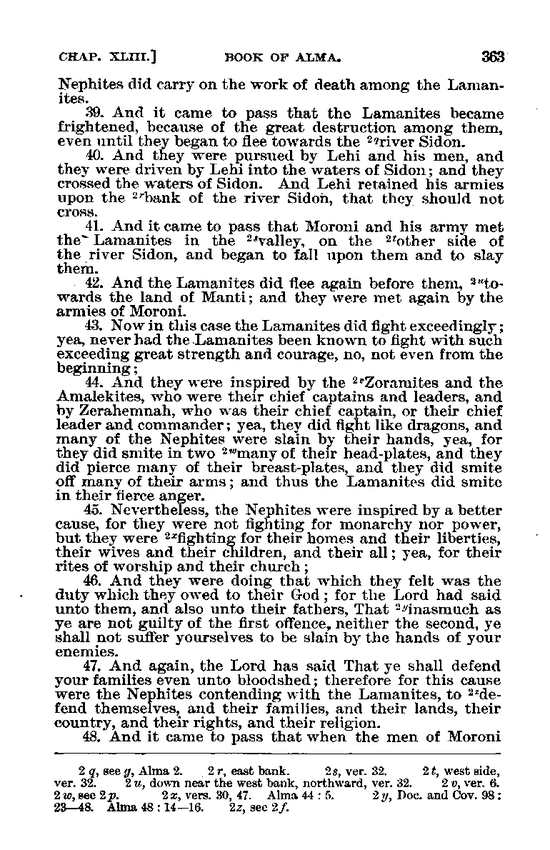 CHAP. XLIII.] BOOK OF ALMA. 363
Nephites did carry on the work of death among the Laman-
ites.
39. And it came to pass that the Lamanites became
frightened, because of the great destruction among them,
even until they began to flee towards the 2qriver Sidon.
40. And they were pursued by Lehi and his men, and
they were driven by Lehi into the waters of Sidon; and they
crossed the waters of Sidon. And Lehi retained his armies
upon the 2rbank of the river Sidon, that they should not
cross.
41. And it came to pass that Moroni and his army met
the Lamanites in the 2svalley, on the 2tother side of
the river Sidon, and began to fall upon them and to slay
them.
42. And the Lamanites did flee again before them, 2uto-
wards the land of Manti; and they were met again by the
armies of Moroni.
43. Now in this case the Lamanites did fight exceedingly;
yea, never had the Lamanites been known to fight with such
exceeding great strength and courage, no, not even from the
beginning;
44. And they were inspired by the 2vZoramites and the
Amalekites, who were their chief captains and leaders, and
by Zerahemnah, who was their chief captain, or their chief
leader and commander; yea, they did fight like dragons, and
many of the Nephites were slain by their hands, yea, for
they did smite in two 2wmany of their head-plates, and they
did pierce many of their breast-plates, and they did smite
off many of their arms; and thus the Lamanites did smite
in their fierce anger.
45. Nevertheless, the Nephites were inspired by a better
cause, for they were not fighting for monarchy nor power,
but they were 2xfighting for their homes and their liberties,
their wives and their children, and their all; yea, for their
rites of worship and their church;
46. And they were doing that which they felt was the
duty which they owed to their God; for the Lord had said
unto them, and also unto their fathers, That 2yinasmuch as
ye are not guilty of the first offence, neither the second, ye
shall not suffer yourselves to be slain by the hands of your
enemies.
47. And again, the Lord has said That ye shall defend
your families even unto bloodshed; therefore for this cause
were the Nephites contending with the Lamanites, to 2zde-
fend themselves, and their families, and their lands, their
country, and their rights, and their religion.
48. And it came to pass that when the men of Moroni
2 q, see g, Alma 2. 2 r, east bank. 2s, ver. 32. 2 t, west side,
ver. 32. 2 u, down near the west bank, northward, ver. 32. 2 v, ver. 6.
2 w, see 2 p. 2 x, vers. 30, 47. Alma 44 : 5. 2 y, Doc. and Cov. 98 :
23—48. Alma 48 : 14—16. 2z, see 2 f.